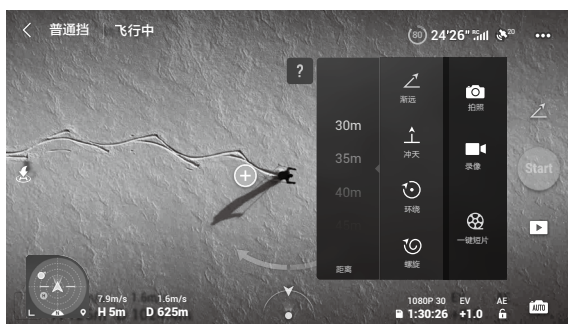 普通挡 飞行中
80 24'26" RC 20
?
30m
35m
40m
45m
距离
渐远
冲天
环绕
螺旋
拍照
录像
一键短片
Start
7.9m/s 1.6m/s
H 5m D 625m
1080P 30 EV AE
1:30:26 +1.0
AUTO